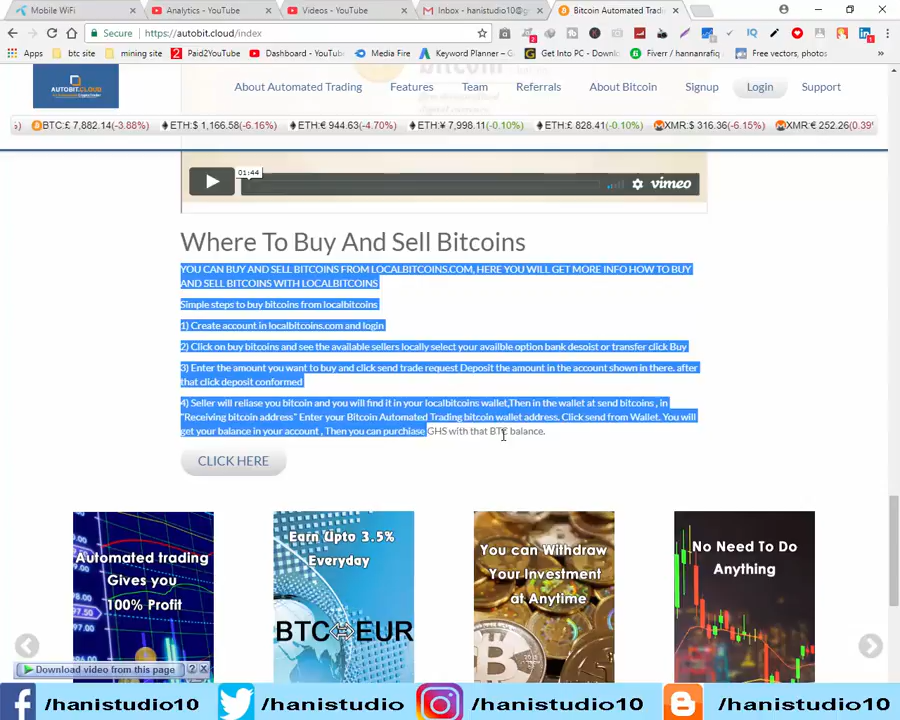 Mobile WiFi
Analytics - YouTube
Videos - YouTube
Inbox - hanistudio10@g
Bitcoin Automated Tradi
Secure
https://autobit.cloud/index
Apps
btc site
mining site
Paid2YouTube
Dashboard - YouTu
Media Fire
Keyword Planner – G
Get Into PC - Downl
Fiverr / hannanrafiq
Free vectors, photos
bitcoin
AUTOBIT.CLOUD
About Automated Trading
Features
Team
Referrals
About Bitcoin
Signup
Login
Support
BTC:£ 7,882.14(-3.88%)
ETH:$ 1,166.58(-6.16%)
ETH:€ 944.63(-4.70%)
ETH:¥ 7,998.11(-0.10%)
ETH:£ 828.41(-0.10%)
XMR:$ 316.36(-6.15%)
XMR:€ 252.26(0.39
01:44
vimeo
Where To Buy And Sell Bitcoins
YOU CAN BUY AND SELL BITCOINS FROM LOCALBITCOINS.COM, HERE YOU WILL GET MORE INFO HOW TO BUY
AND SELL BITCOINS WITH LOCALBITCOINS
Simple steps to buy bitcoins from localbitcoins
1) Create account in localbitcoins.com and login
2) Click on buy bitcoins and see the available sellers locally select your availble option bank desoist or transfer click Buy
3) Enter the amount you want to buy and click send trade request Deposit the amount in the account shown in there. after
that click deposit conformed
4) Seller will reliase you bitcoin and you will find it in your localbitcoins wallet,Then in the wallet at send bitcoins , in
"Receiving bitcoin address" Enter your Bitcoin Automated Trading bitcoin wallet address. Click send from Wallet. You will
get your balance in your account , Then you can purchiase GHS with that BTC balance.
CLICK HERE
Automated trading
Gives you
100% Profit
Earn Upto 3.5%
Everyday
BTC EUR
You can Withdraw
Your Investment
at Anytime
No Need To Do
Anything
Download video from this page
? X
/hanistudio10
/hanistudio
/hanistudio10
/hanistudio10